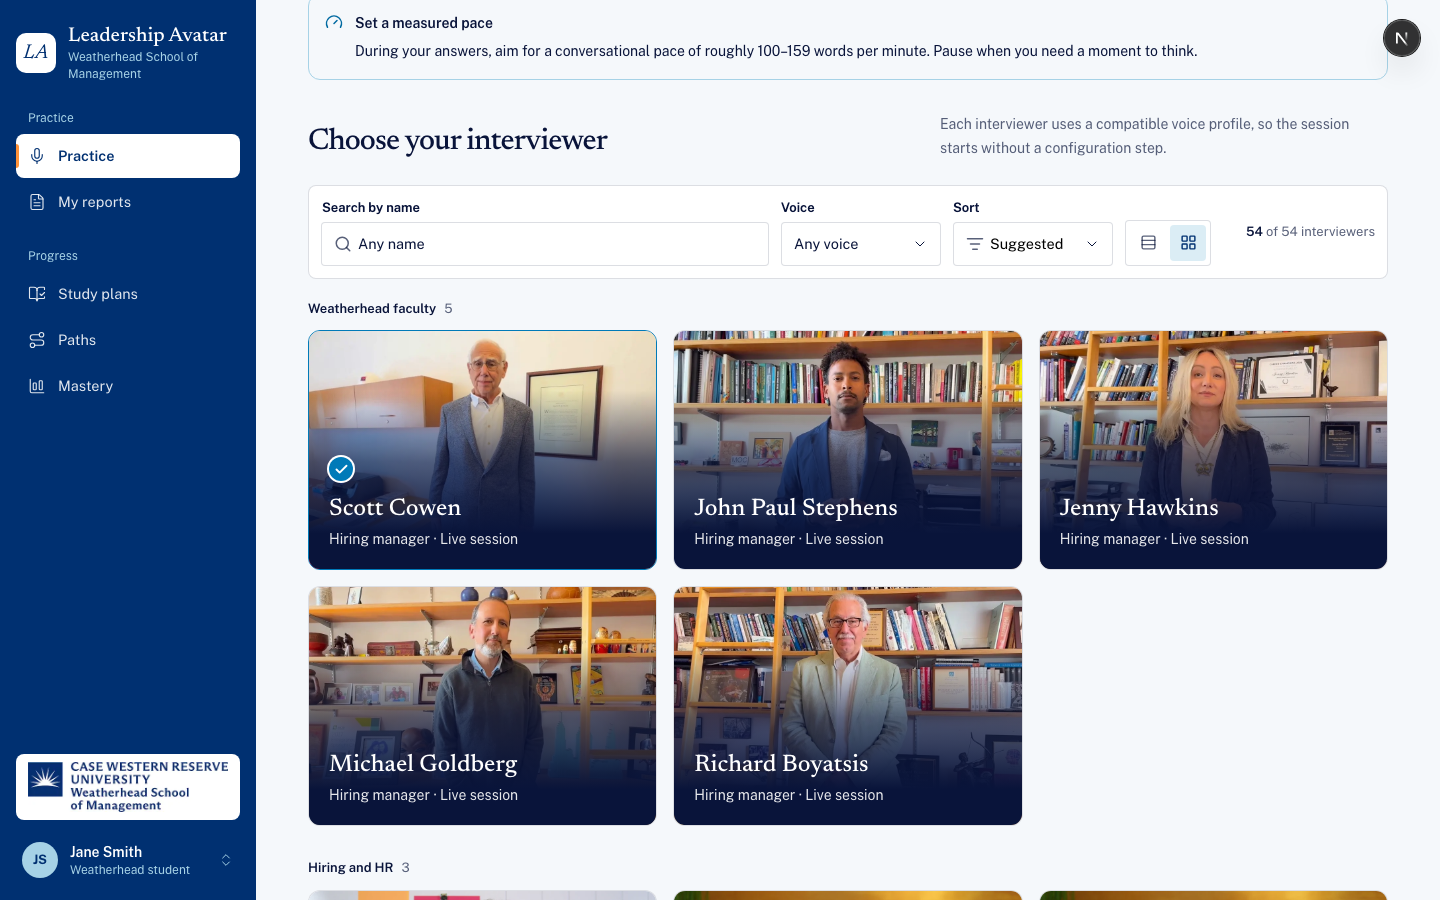 LA
Leadership Avatar
Weatherhead School of
Management
Practice
Practice
My reports
Progress
Study plans
Paths
Mastery
CASE WESTERN RESERVE
UNIVERSITY
Weatherhead School
of Management
JS
Jane Smith
Weatherhead student
Set a measured pace
During your answers, aim for a conversational pace of roughly 100–159 words per minute. Pause when you need a moment to think.
N
Choose your interviewer
Each interviewer uses a compatible voice profile, so the session
starts without a configuration step.
Search by name
Any name
Voice
Any voice
Sort
Suggested
54 of 54 interviewers
Weatherhead faculty 5
Scott Cowen
Hiring manager · Live session
John Paul Stephens
Hiring manager · Live session
Jenny Hawkins
Hiring manager · Live session
Michael Goldberg
Hiring manager · Live session
Richard Boyatsis
Hiring manager · Live session
Hiring and HR 3